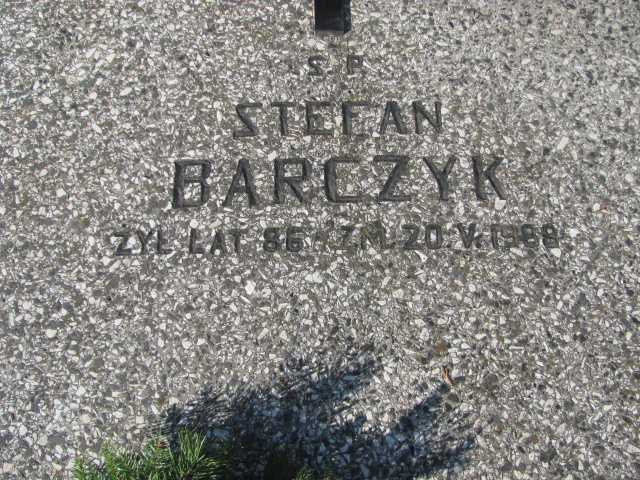 Ś. P.
STEFAN
BARCZYK
ŻYŁ LAT 86, ZM. 20.V.1988.